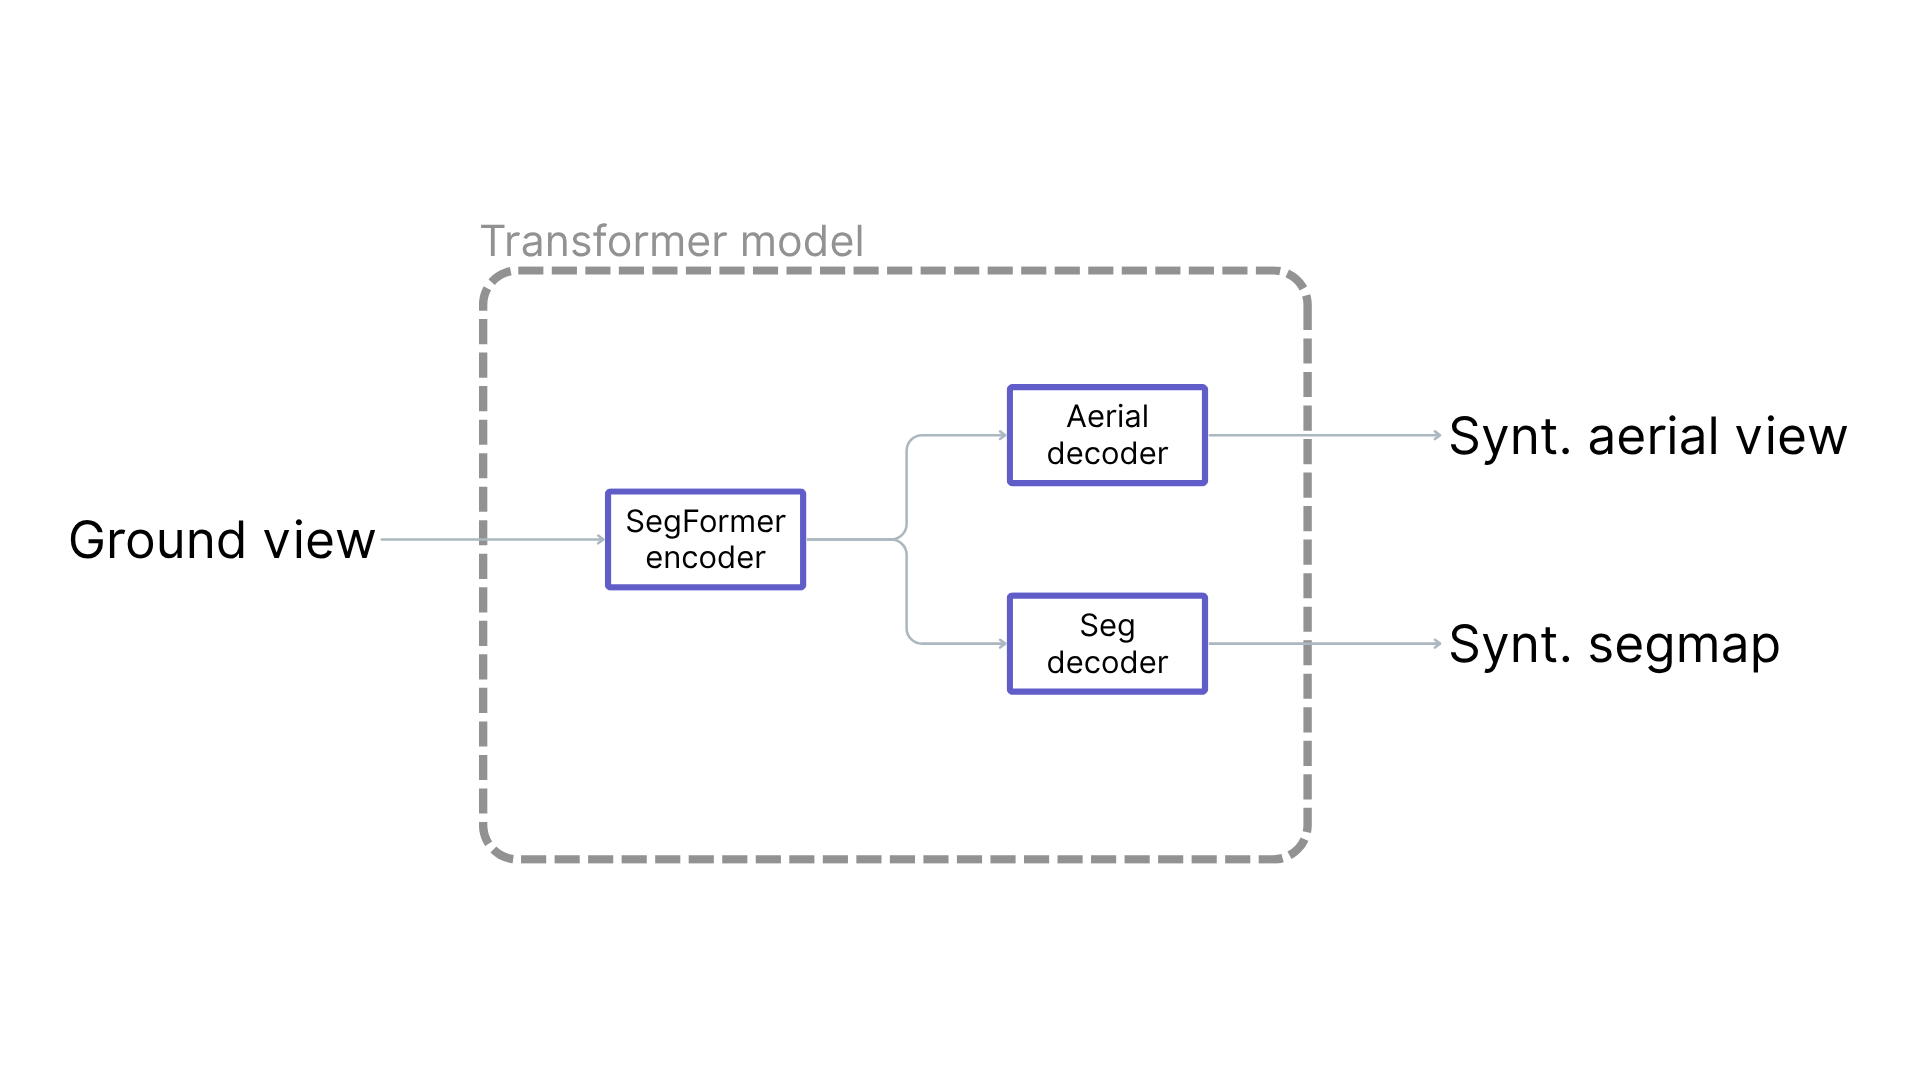 Transformer model
Ground view
SegFormer
encoder
Aerial
decoder
Synt. aerial view
Seg
decoder
Synt. segmap